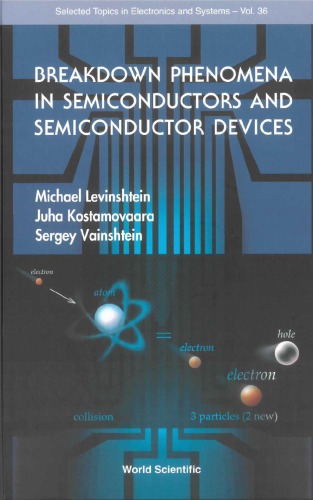 Selected Topics in Electronics and Systems – Vol. 36
BREAKDOWN PHENOMENA
IN SEMICONDUCTORS AND
SEMICONDUCTOR DEVICES
Michael Levinshtein
Juha Kostamovaara
Sergey Vainshtein
electron
atom
=
electron
hole
electron
collision
3 particles (2 new)
World Scientific